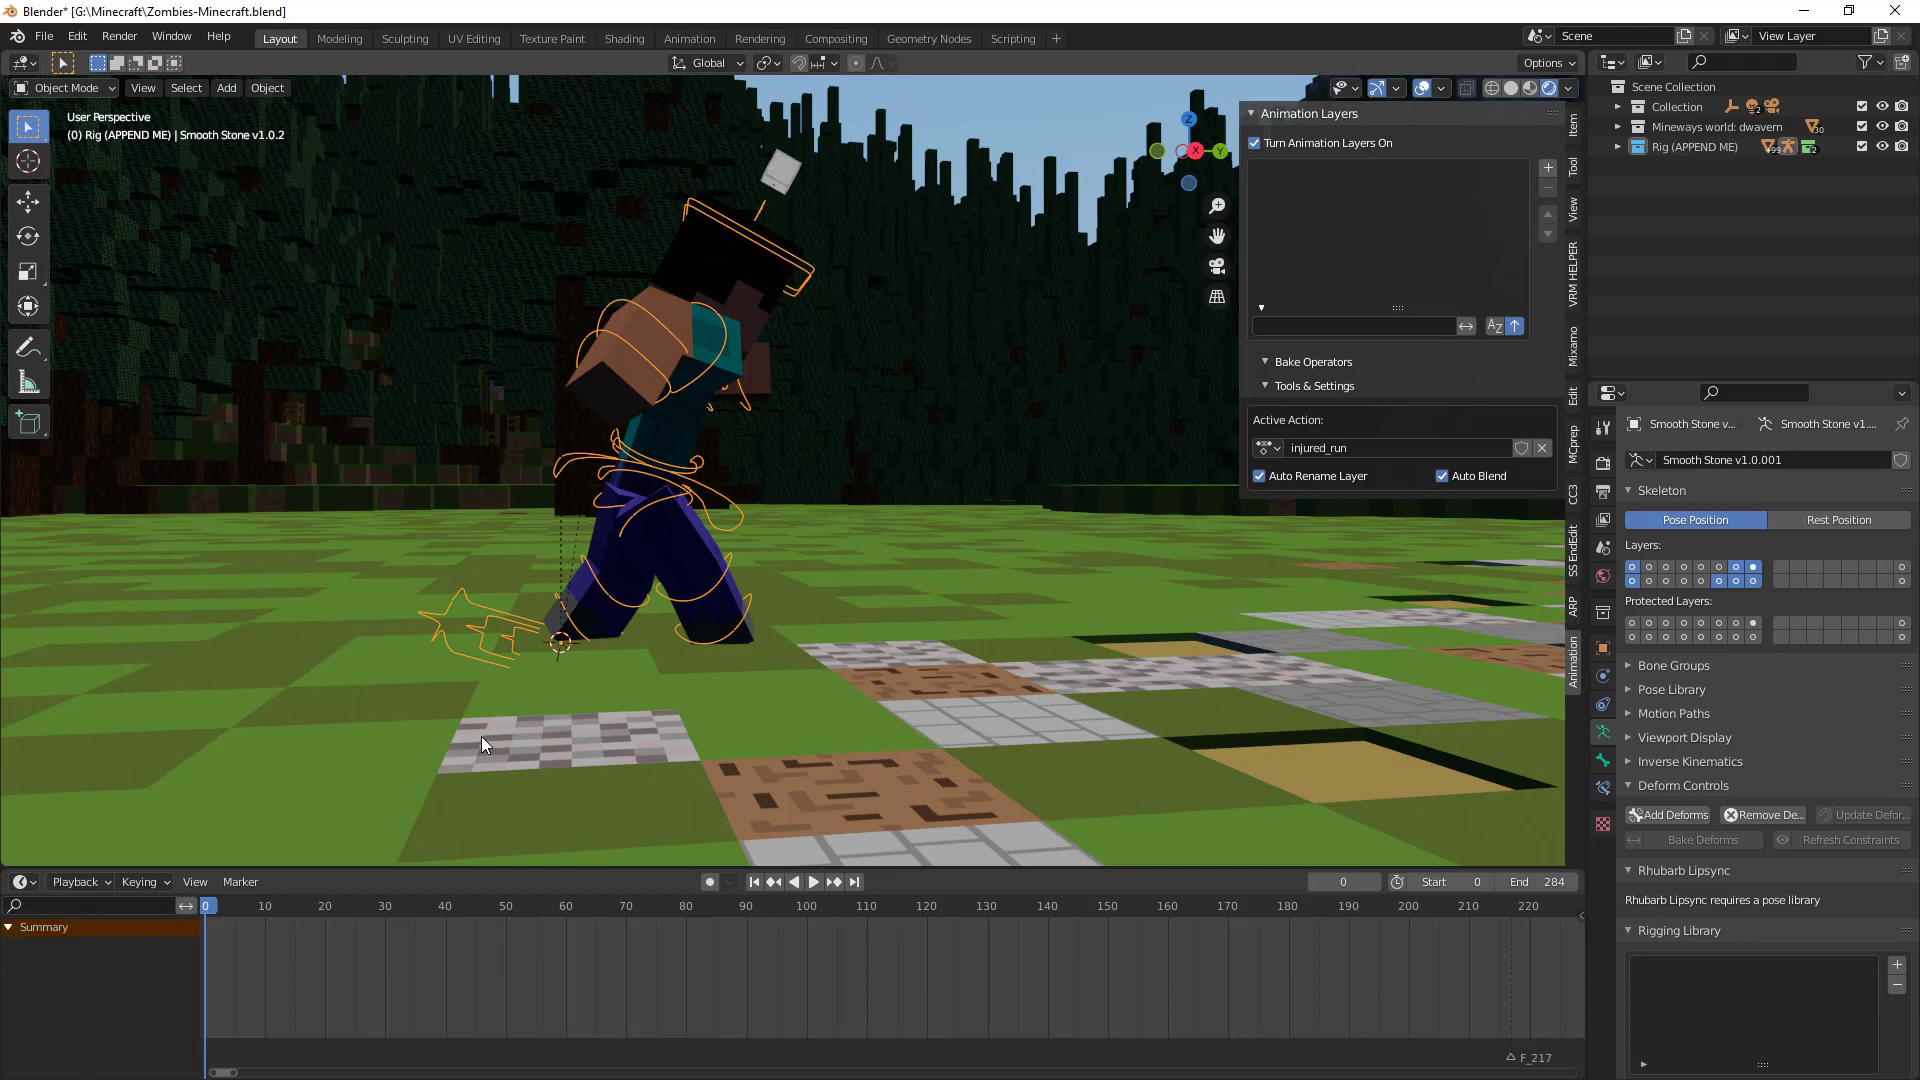 Blender* [G:\Minecraft\Zombies-Minecraft.blend]
File Edit Render Window Help Layout Modeling Sculpting UV Editing Texture Paint Shading Animation Rendering Compositing Geometry Nodes Scripting + Scene View Layer
Global Options
Object Mode View Select Add Object
User Perspective
(0) Rig (APPEND ME) | Smooth Stone v1.0.2
Z
X
Y
Animation Layers
Turn Animation Layers On
Bake Operators
Tools & Settings
Active Action:
injured_run
Auto Rename Layer Auto Blend
Item
Tool
View
VRM HELPER
Mixamo
Edit
MCprep
CC3
SS EndEdit
ARP
Animation
Scene Collection
Collection 2
Mineways world: dwavern 30
Rig (APPEND ME) +99 2
Smooth Stone v... Smooth Stone v1....
Smooth Stone v1.0.001
Skeleton
Pose Position Rest Position
Layers:
Protected Layers:
Bone Groups
Pose Library
Motion Paths
Viewport Display
Inverse Kinematics
Deform Controls
Add Deforms Remove De... Update Defor...
Bake Deforms Refresh Constraints
Rhubarb Lipsync
Rhubarb Lipsync requires a pose library
Rigging Library
Playback Keying View Marker 0 Start 0 End 284
0 10 20 30 40 50 60 70 80 90 100 110 120 130 140 150 160 170 180 190 200 210 220
Summary
F_217